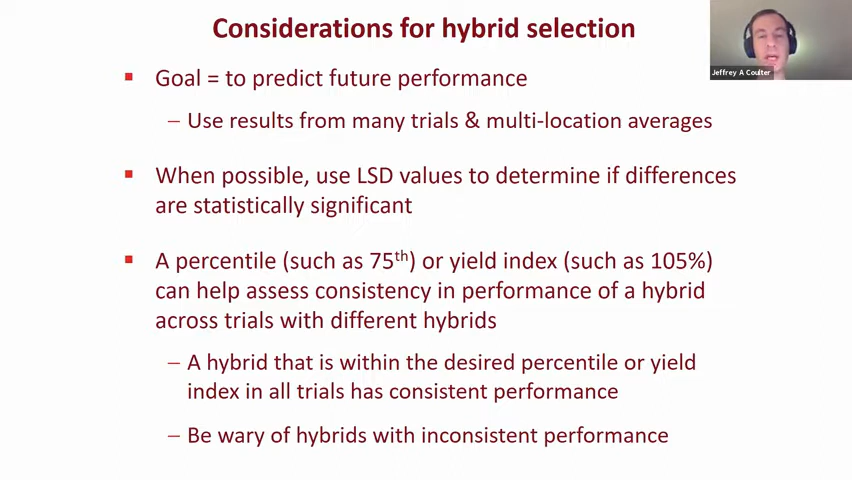 Considerations for hybrid selection
Jeffrey A Coulter
Goal = to predict future performance
– Use results from many trials & multi-location averages
When possible, use LSD values to determine if differences
are statistically significant
A percentile (such as 75th) or yield index (such as 105%)
can help assess consistency in performance of a hybrid
across trials with different hybrids
– A hybrid that is within the desired percentile or yield
index in all trials has consistent performance
– Be wary of hybrids with inconsistent performance